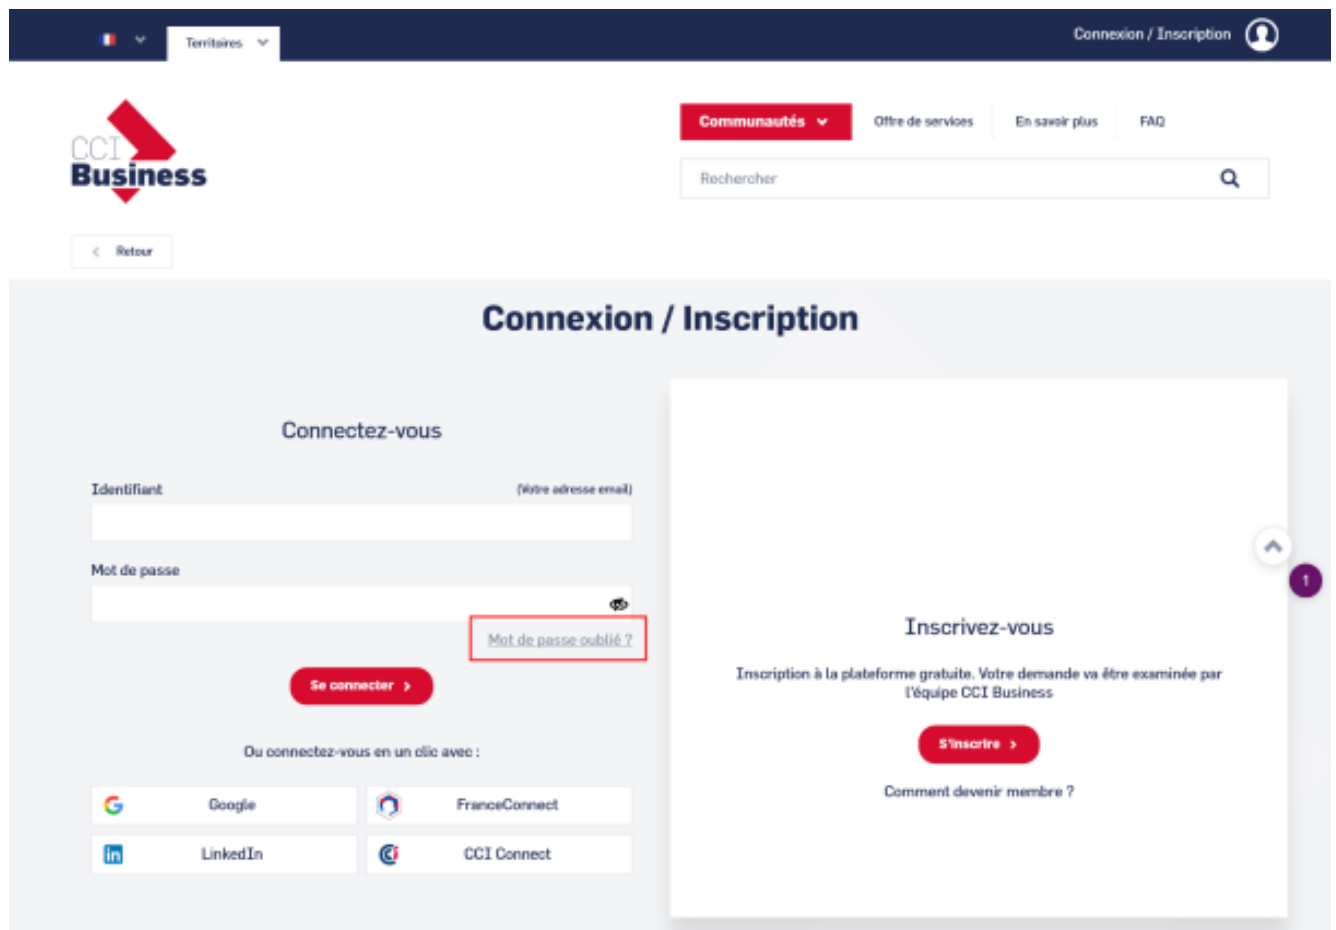 Territoires
Connexion / Inscription
CCI
Business
Communautés
Offre de services
En savoir plus
FAQ
Rechercher
Retour
Connexion / Inscription
Connectez-vous
Identifiant
(Votre adresse email)
Mot de passe
Mot de passe oublié ?
Se connecter
Ou connectez-vous en un clic avec :
Google
FranceConnect
LinkedIn
CCI Connect
1
Inscrivez-vous
Inscription à la plateforme gratuite. Votre demande va être examinée par
l'équipe CCI Business
S'inscrire
Comment devenir membre ?